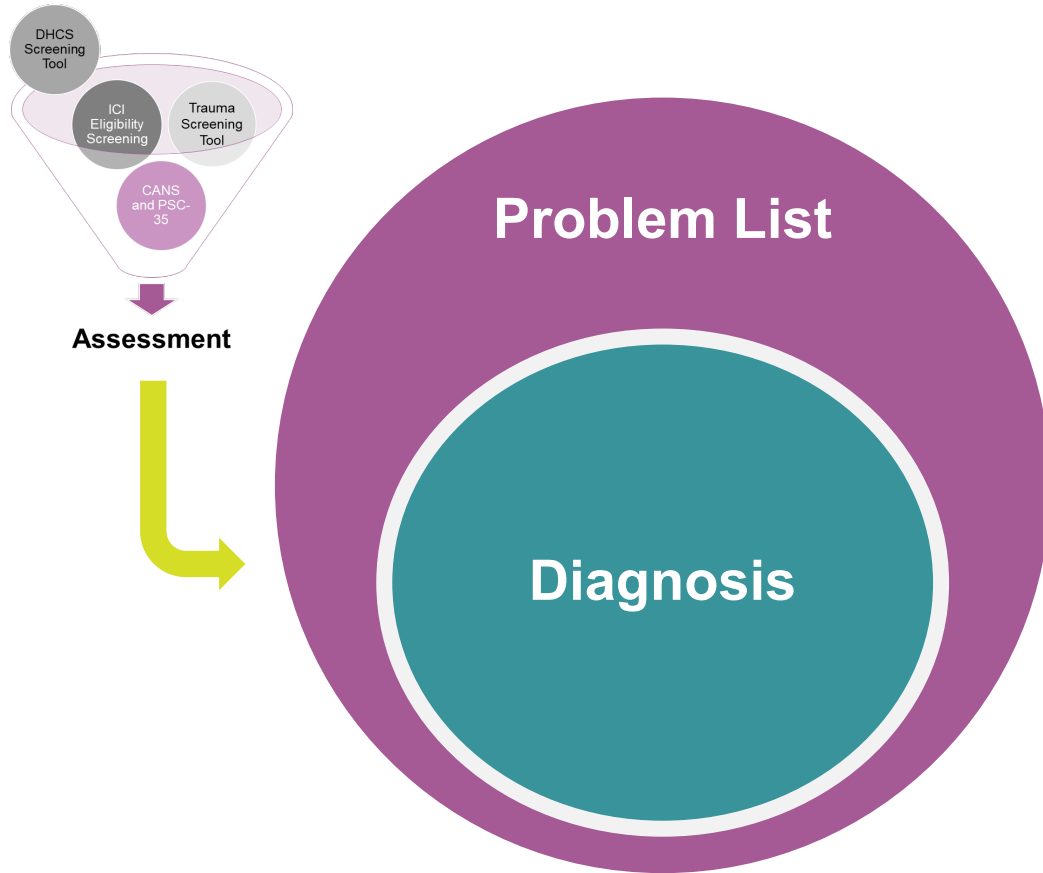 DHCS
Screening
Tool
ICI
Eligibility
Screening
Trauma
Screening
Tool
CANS
and PSC-
35
Assessment
Problem List
Diagnosis